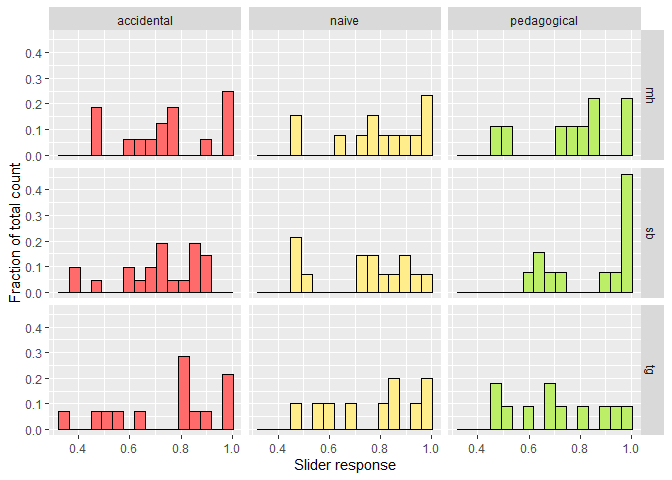 accidental naive pedagogical
0.4
0.3
0.2
0.1
0.0
mh
0.4
0.3
0.2
0.1
0.0
sb
0.4
0.3
0.2
0.1
0.0
tg
0.4 0.6 0.8 1.0 0.4 0.6 0.8 1.0 0.4 0.6 0.8 1.0
Slider response
Fraction of total count